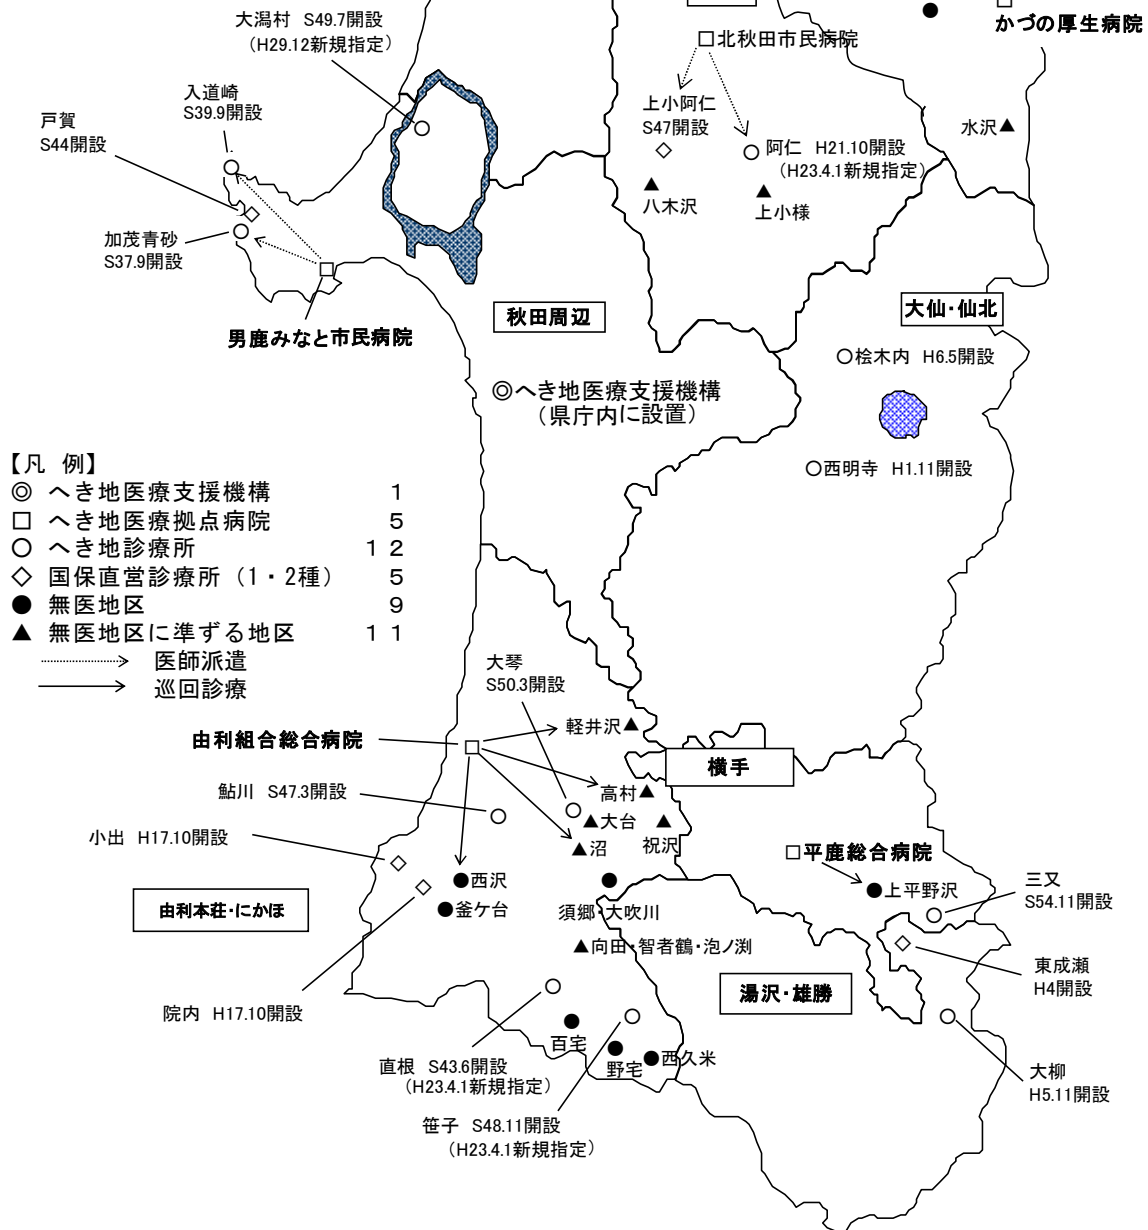 大潟村 S49.7開設
（H29.12新規指定）
かづの厚生病院
□北秋田市民病院
入道崎
S39.9開設
戸賀
S44開設
上小阿仁
S47開設
阿仁 H21.10開設
（H23.4.1新規指定）
水沢▲
八木沢
上小様
加茂青砂
S37.9開設
男鹿みなと市民病院
秋田周辺
大仙・仙北
○桧木内 H6.5開設
◎へき地医療支援機構
（県庁内に設置）
○西明寺 H1.11開設
【凡 例】
◎ へき地医療支援機構 1
□ へき地医療拠点病院 5
○ へき地診療所 12
◇ 国保直営診療所（1・2種） 5
● 無医地区 9
▲ 無医地区に準ずる地区 11
医師派遣
巡回診療
大琴
S50.3開設
軽井沢▲
由利組合総合病院
横手
鮎川 S47.3開設
高村▲
▲大台
祝沢
▲沼
小出 H17.10開設
□平鹿総合病院
●西沢
●上平野沢
三又
S54.11開設
由利本荘・にかほ
●釜ケ台
須郷・大吹川
▲向田・智者鶴・泡ノ渕
東成瀬
H4開設
湯沢・雄勝
院内 H17.10開設
百宅
野宅
●西久米
直根 S43.6開設
（H23.4.1新規指定）
大柳
H5.11開設
笹子 S48.11開設
（H23.4.1新規指定）